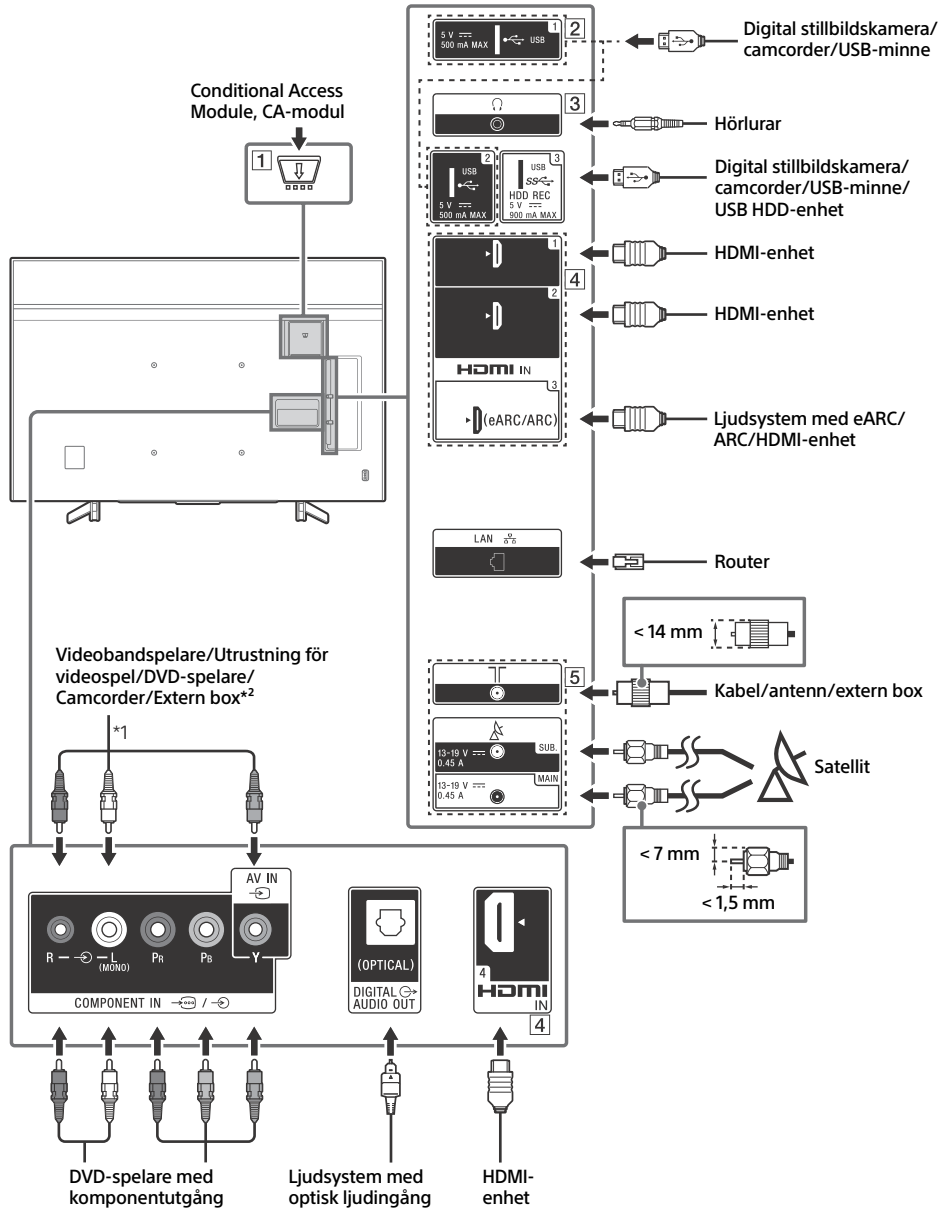 Conditional Access
Module, CA-modul
1
5 V
500 mA MAX
USB
1
2
Digital stillbildskamera/
camcorder/USB-minne
3
Hörlurar
2
USB
5 V
500 mA MAX
3
USB
SS
HDD REC
5 V
900 mA MAX
Digital stillbildskamera/
camcorder/USB-minne/
USB HDD-enhet
1
HDMI-enhet
4
2
HDMI-enhet
HDMI IN
3
(eARC/ARC)
Ljudsystem med eARC/
ARC/HDMI-enhet
LAN
Router
< 14 mm
5
Kabel/antenn/extern box
13-19 V
0.45 A
SUB.
13-19 V
0.45 A
MAIN
Satellit
< 7 mm
< 1,5 mm
Videobandspelare/Utrustning för
videospel/DVD-spelare/
Camcorder/Extern box*2
*1
AV IN
R
L
(MONO)
PR
PB
Y
COMPONENT IN /
(OPTICAL)
DIGITAL
AUDIO OUT
4
HDMI
IN
4
DVD-spelare med
komponentutgång
Ljudsystem med
optisk ljudingång
HDMI-
enhet